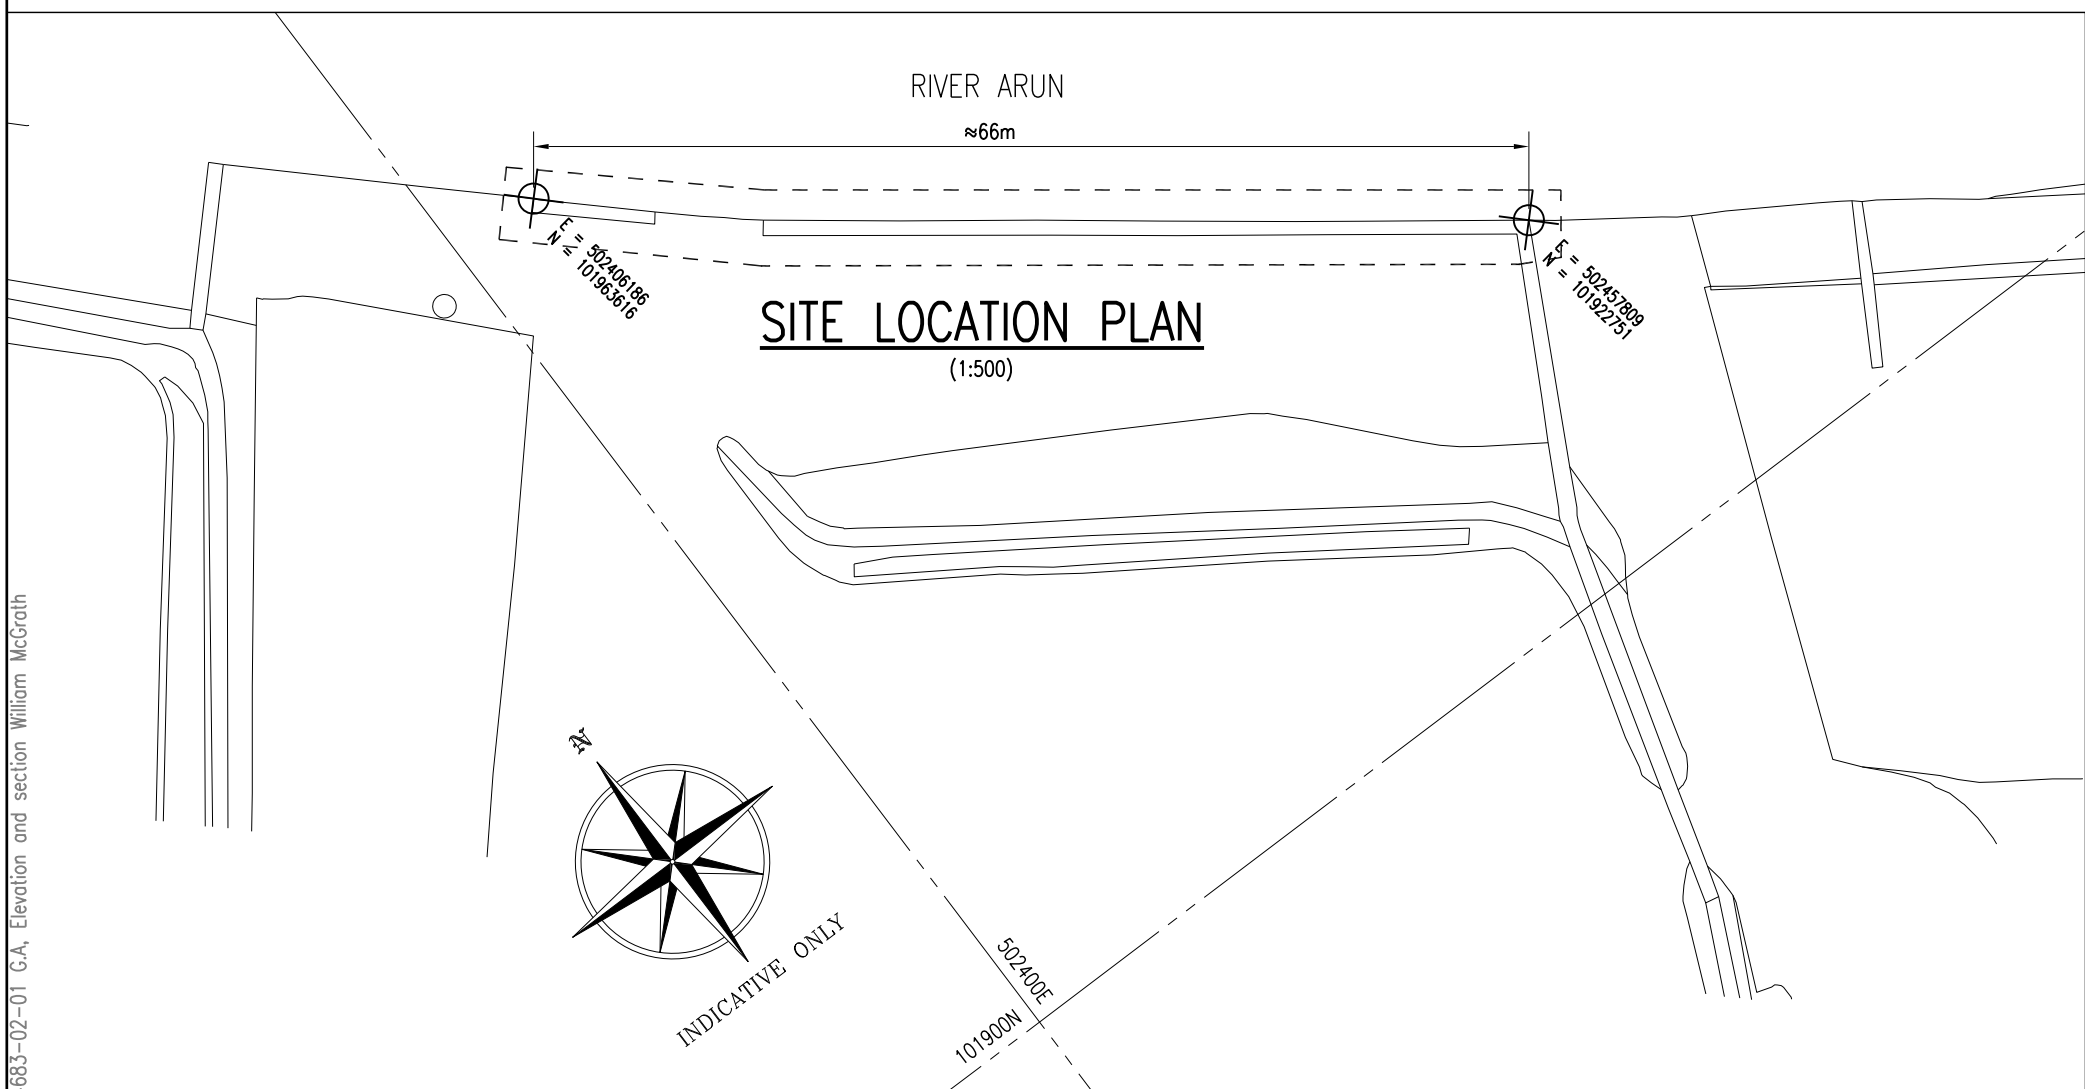 RIVER ARUN
≈66m
E = 502406186
N = 101963616
E = 502457809
N = 101922751
SITE LOCATION PLAN
(1:500)
N
INDICATIVE ONLY
502400E
101900N
683-02-01 G.A, Elevation and section William McGrath